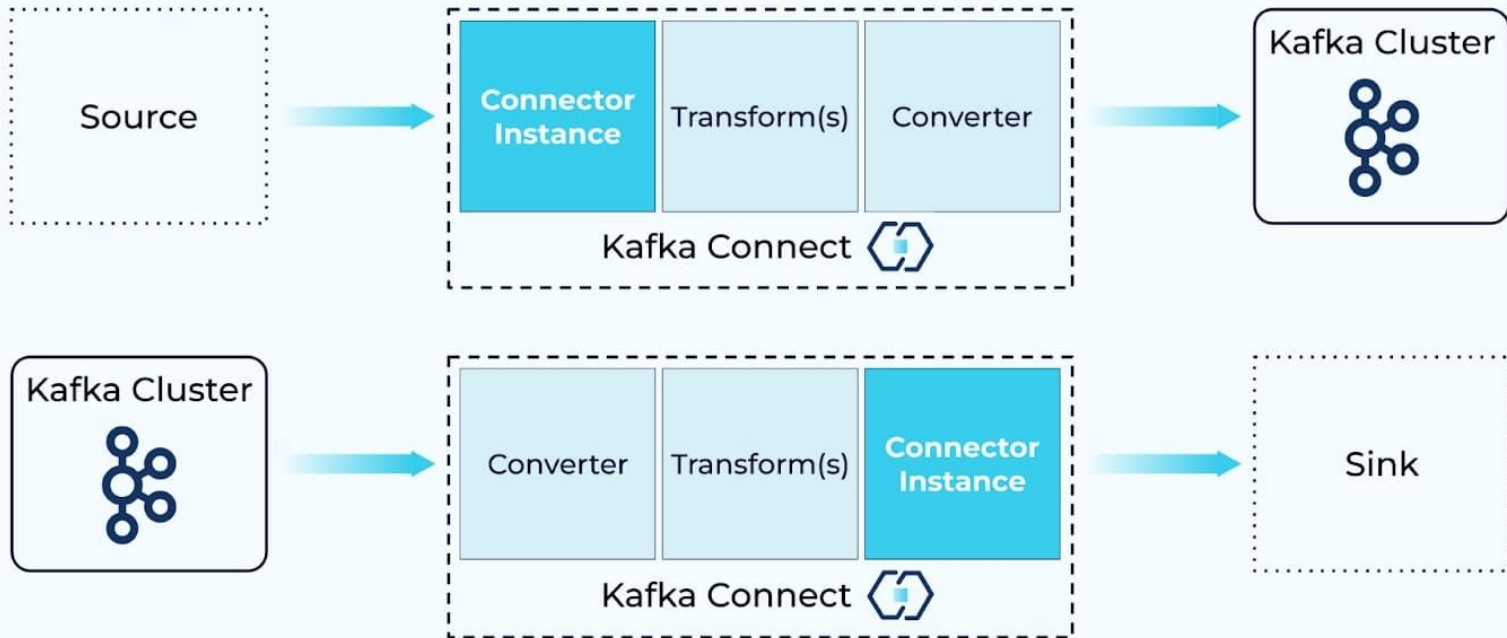 Source
Connector
Instance
Transform(s)
Converter
Kafka Connect
Kafka Cluster
Kafka Cluster
Converter
Transform(s)
Connector
Instance
Kafka Connect
Sink